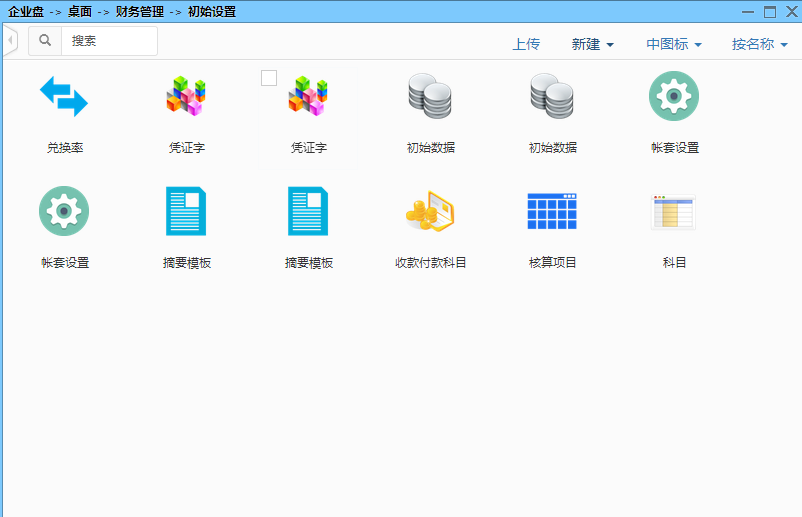 企业盘 -> 桌面 -> 财务管理 -> 初始设置
搜索 上传 新建 中图标 按名称
兑换率 凭证字 凭证字 初始数据 初始数据 帐套设置
帐套设置 摘要模板 摘要模板 收款付款科目 核算项目 科目